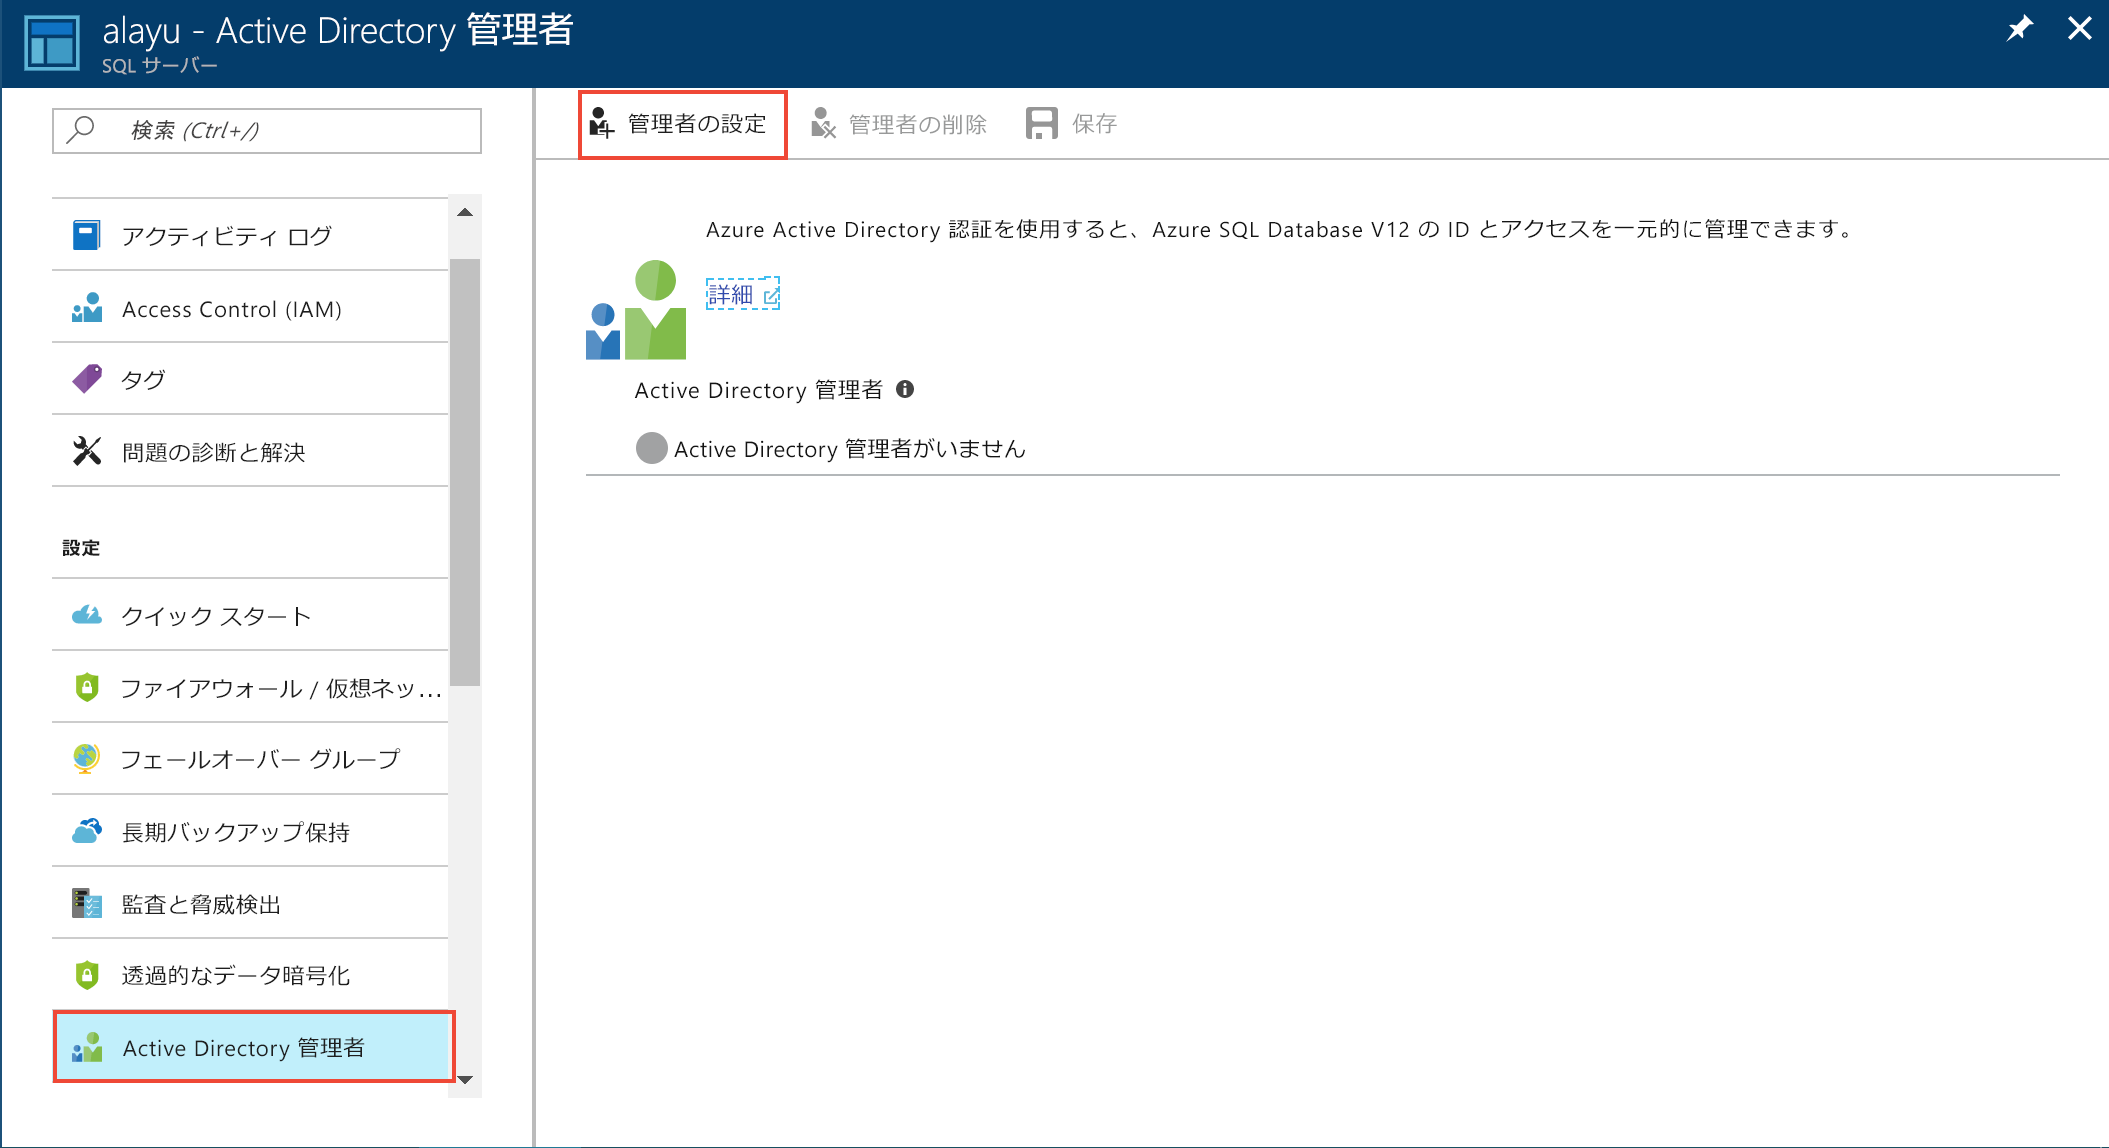 alayu - Active Directory 管理者
SQL サーバー
検索 (Ctrl+/)
アクティビティ ログ
Access Control (IAM)
タグ
問題の診断と解決
設定
クイック スタート
ファイアウォール / 仮想ネッ...
フェールオーバー グループ
長期バックアップ保持
監査と脅威検出
透過的なデータ暗号化
Active Directory 管理者
管理者の設定 管理者の削除 保存
Azure Active Directory 認証を使用すると、Azure SQL Database V12 の ID とアクセスを一元的に管理できます。
詳細
Active Directory 管理者
Active Directory 管理者がいません